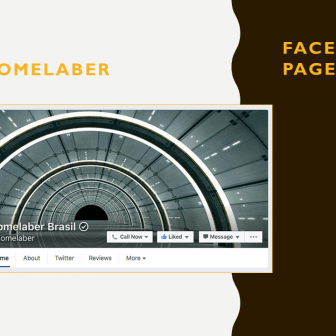 OMELABER
FACE
PAGE
omelaber Brasil
omelaber
Call Now
Liked
Message
...
me
About
Twitter
Reviews
More